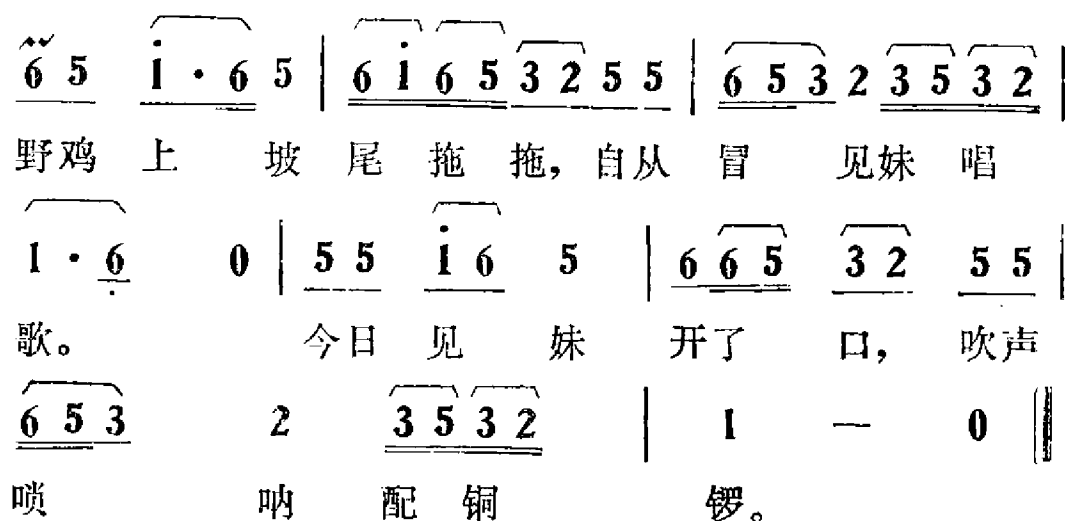 6 5 i · 6 5 | 6 i 6 5 3 2 5 5 | 6 5 3 2 3 5 3 2 |
野鸡 上 坡 尾 拖 拖，自从 冒 见妹 唱
1 · 6 0 | 5 5 i 6 5 | 6 6 5 3 2 5 5 |
歌。 今日 见 妹 开了 口，吹声
6 5 3 2 3 5 3 2 | 1 — 0 ‖
唢 呐 配 铜 锣。